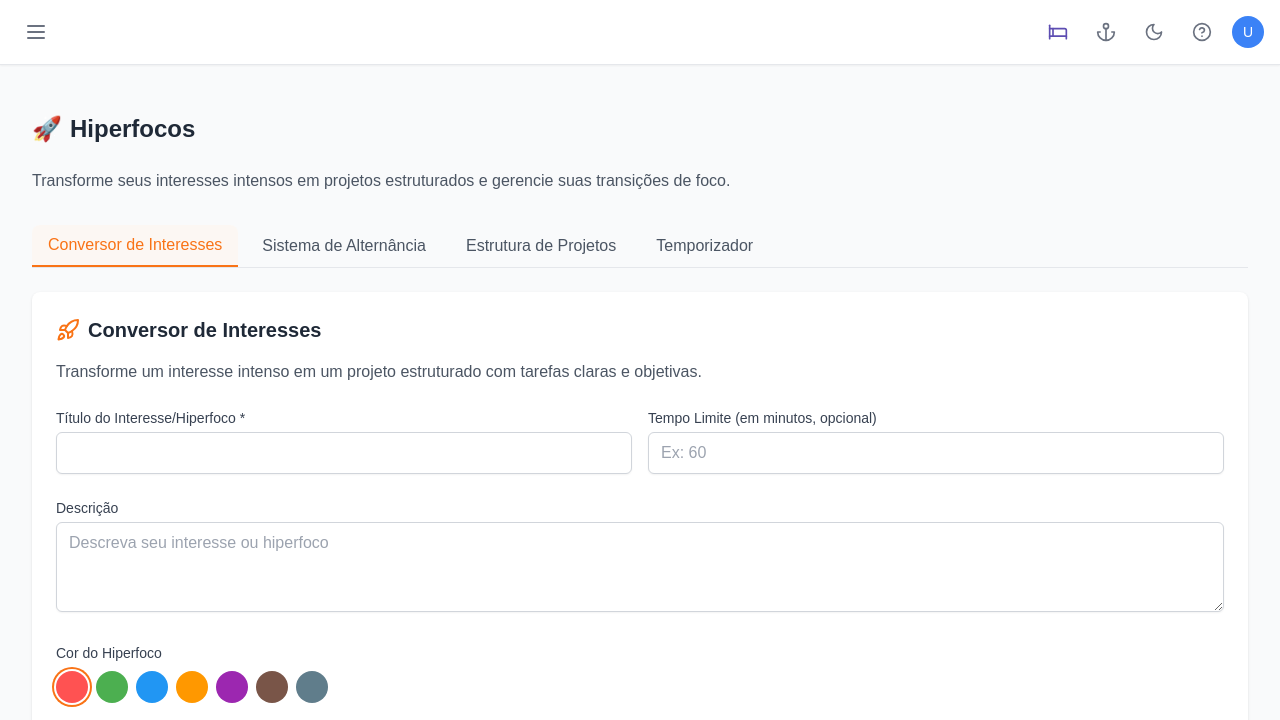 U
🚀 Hiperfocos
Transforme seus interesses intensos em projetos estruturados e gerencie suas transições de foco.
Conversor de Interesses Sistema de Alternância Estrutura de Projetos Temporizador
Conversor de Interesses
Transforme um interesse intenso em um projeto estruturado com tarefas claras e objetivas.
Título do Interesse/Hiperfoco * Tempo Limite (em minutos, opcional)
Ex: 60
Descrição
Descreva seu interesse ou hiperfoco
Cor do Hiperfoco